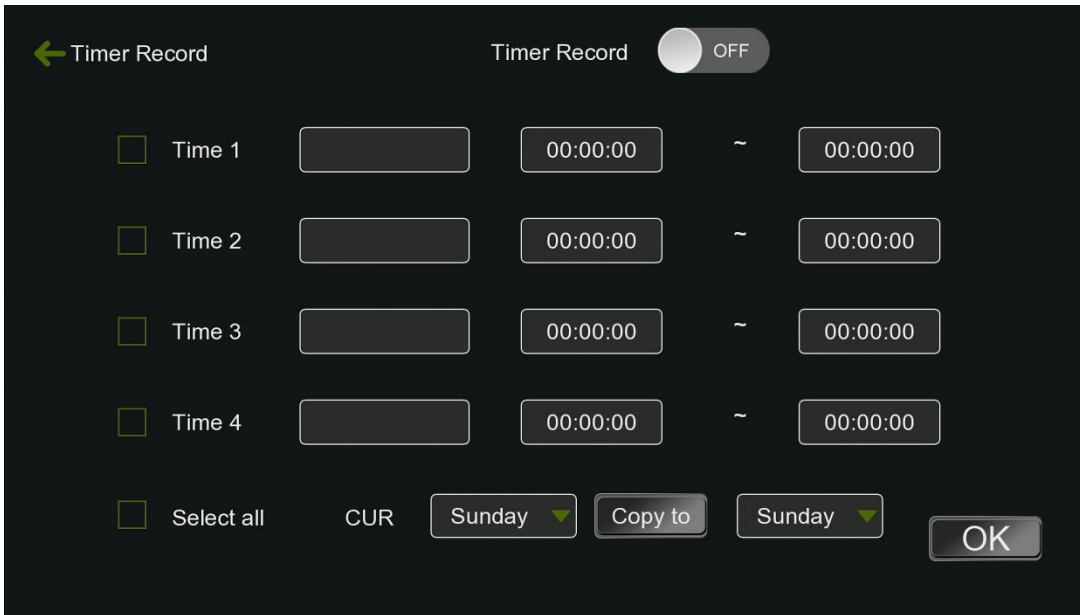 Timer Record Timer Record OFF
Time 1 00:00:00 ~ 00:00:00
Time 2 00:00:00 ~ 00:00:00
Time 3 00:00:00 ~ 00:00:00
Time 4 00:00:00 ~ 00:00:00
Select all CUR Sunday Copy to Sunday OK